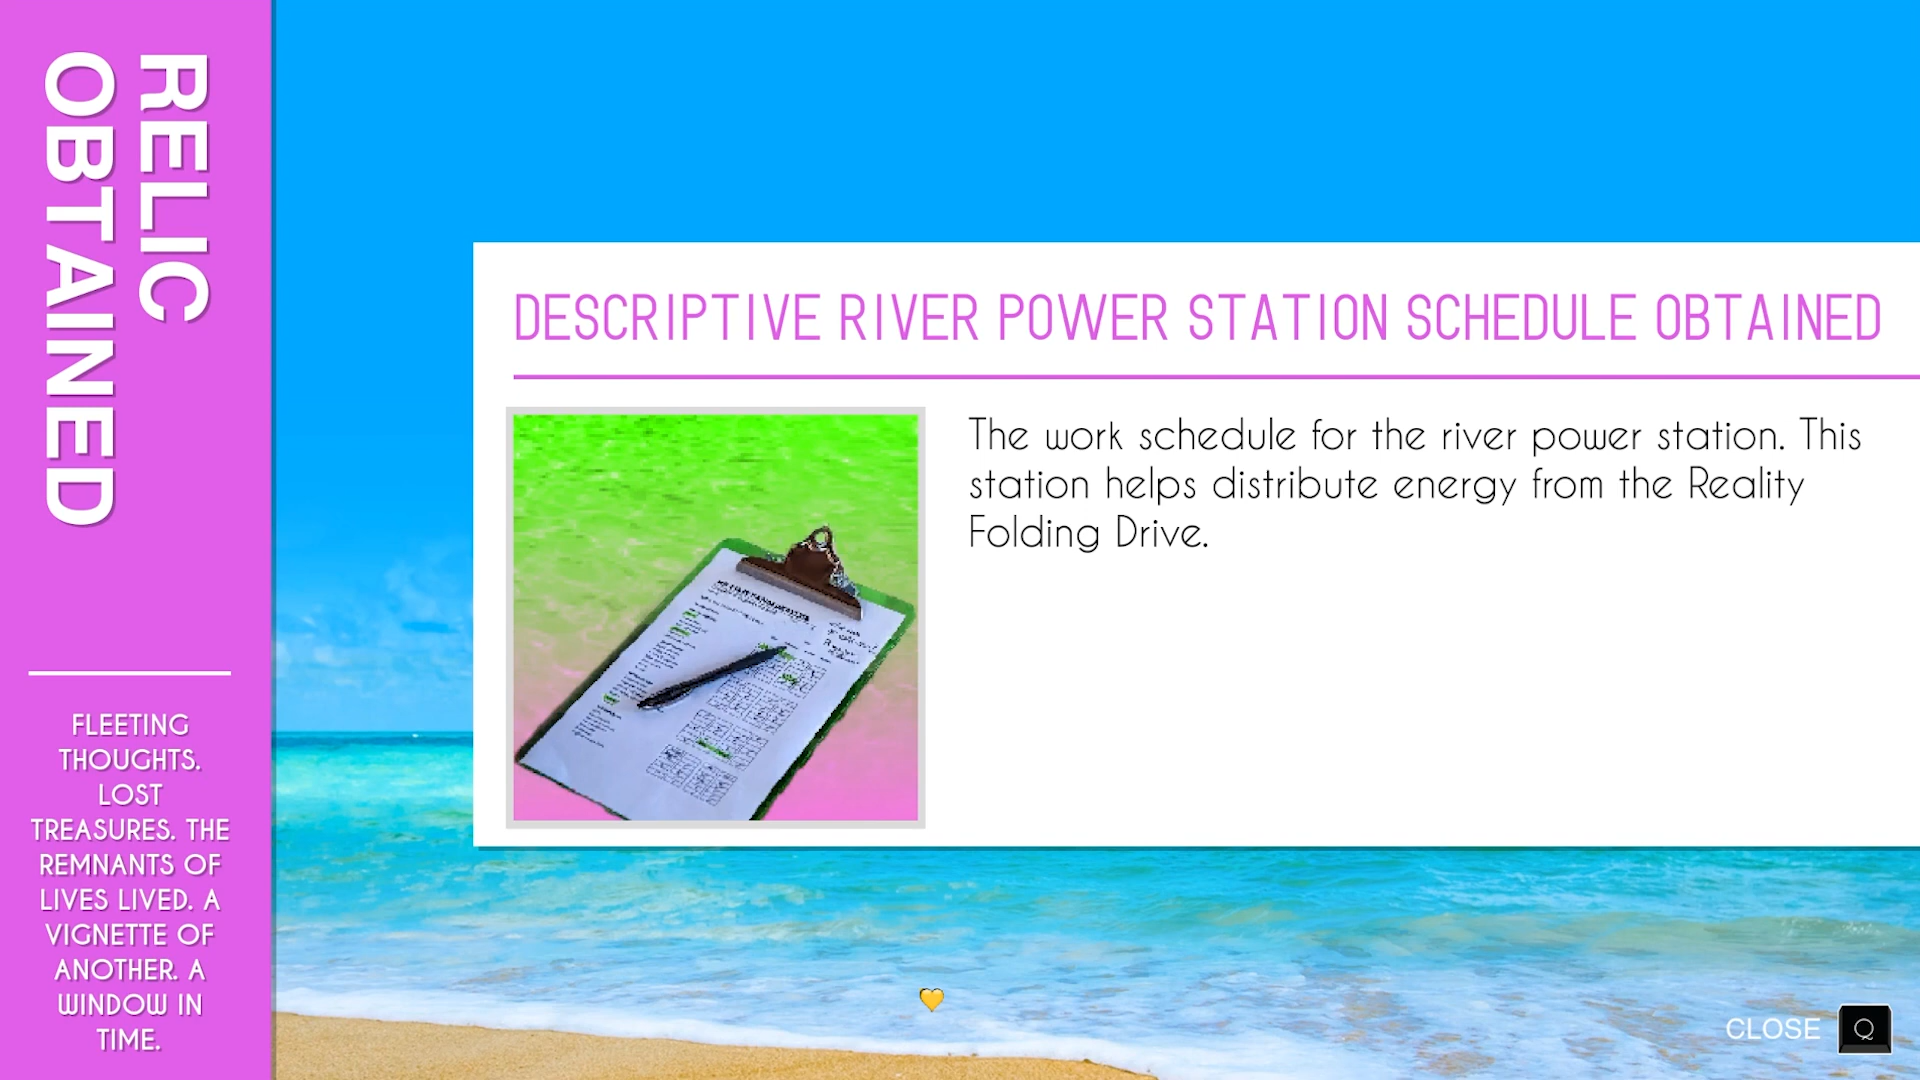 RELIC
OBTAINED
FLEETING
THOUGHTS.
LOST
TREASURES. THE
REMNANTS OF
LIVES LIVED. A
VIGNETTE OF
ANOTHER. A
WINDOW IN
TIME.
DESCRIPTIVE RIVER POWER STATION SCHEDULE OBTAINED
The work schedule for the river power station. This
station helps distribute energy from the Reality
Folding Drive.
CLOSE Q